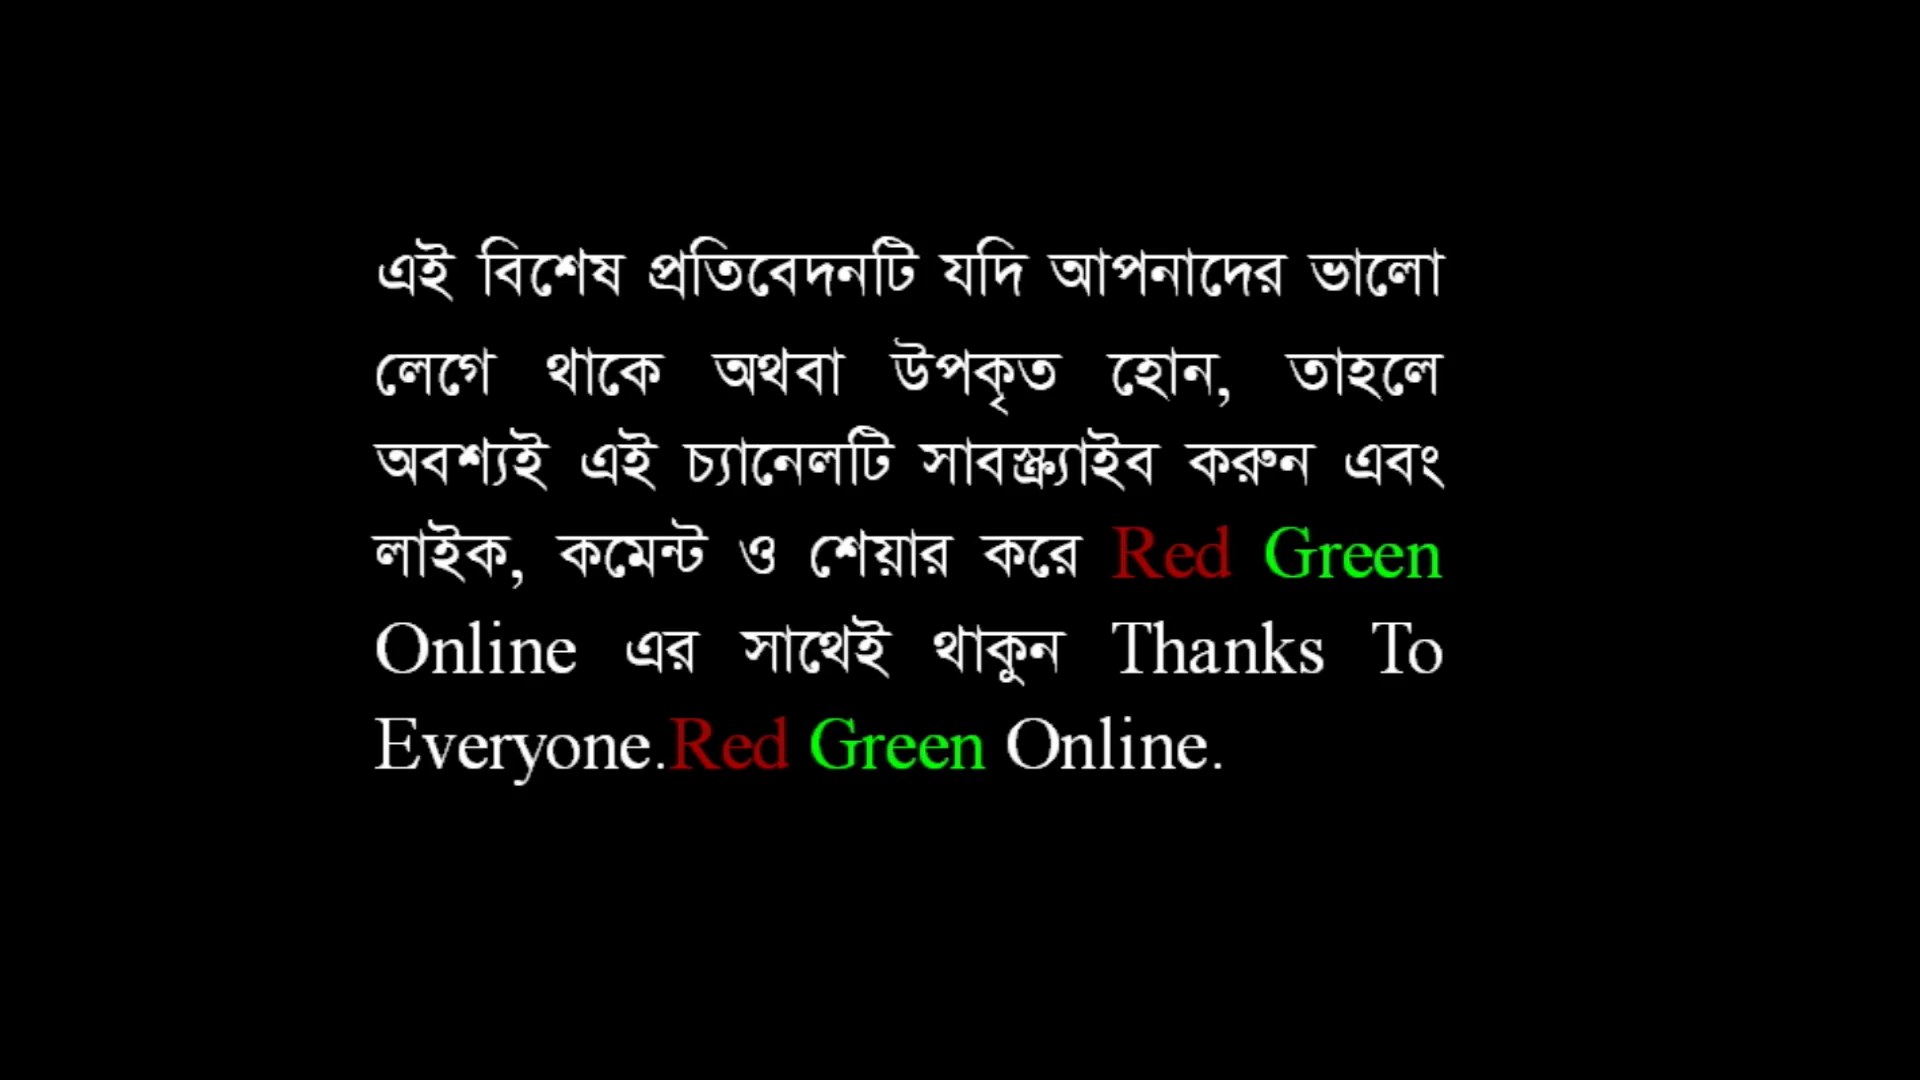 এই বিশেষ প্রতিবেদনটি যদি আপনাদের ভালো
লেগে থাকে অথবা উপকৃত হোন, তাহলে
অবশ্যই এই চ্যানেলটি সাবস্ক্র্যাইব করুন এবং
লাইক, কমেন্ট ও শেয়ার করে Red Green
Online এর সাথেই থাকুন Thanks To
Everyone.Red Green Online.